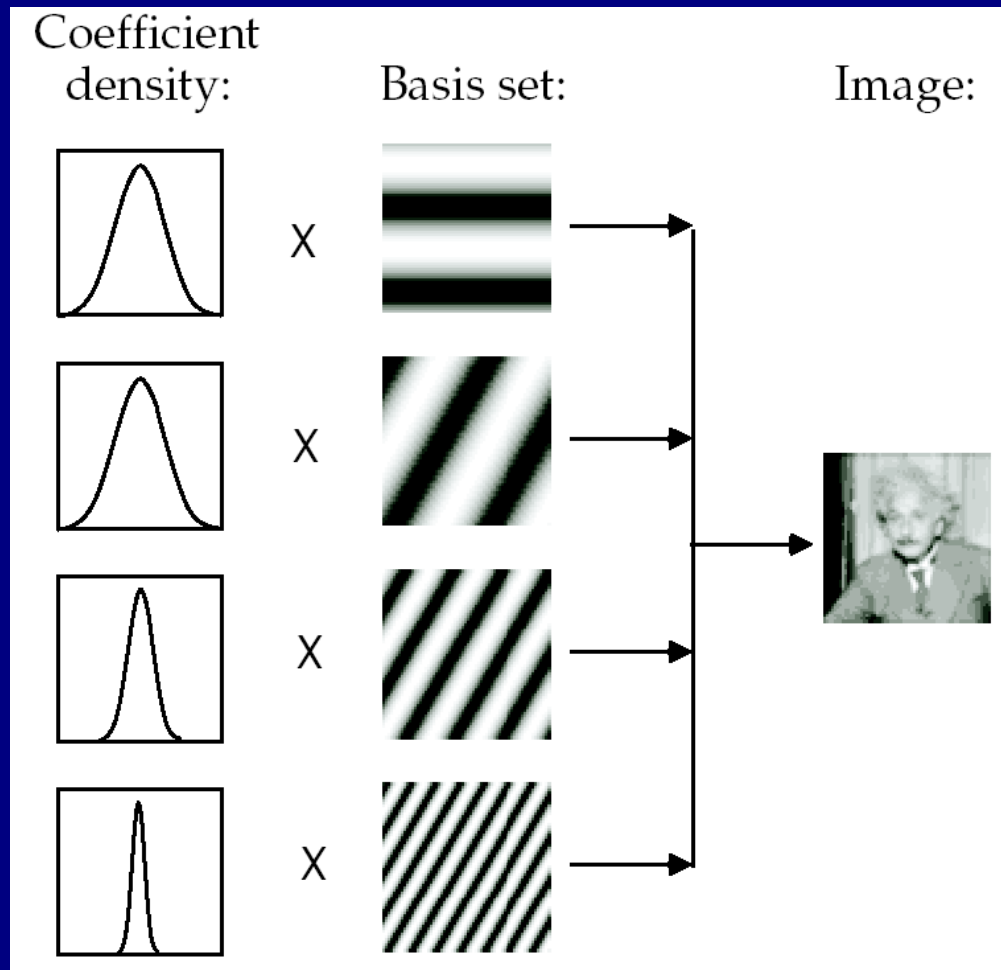 Coefficient
density:
Basis set:
Image:
X
X
X
X